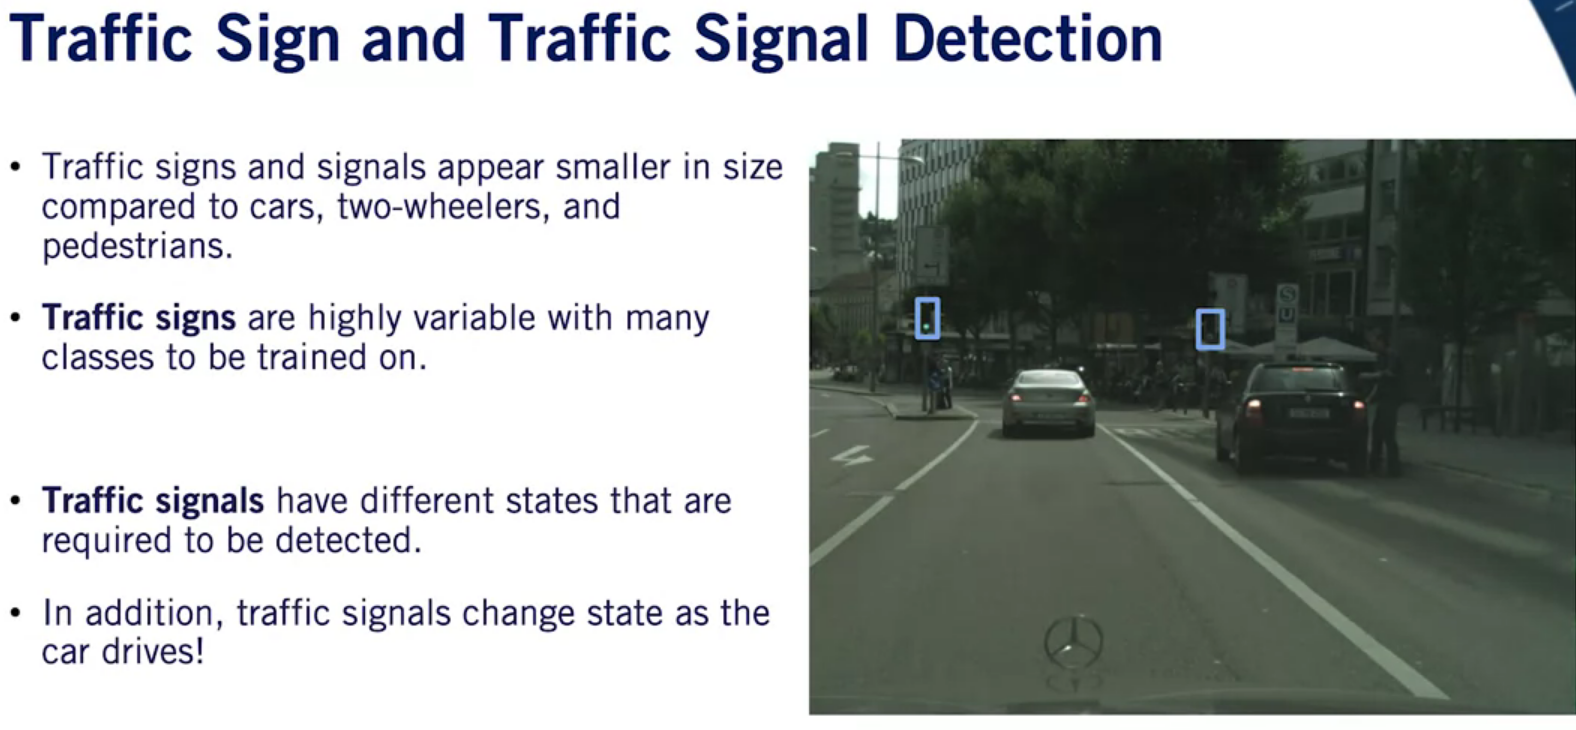 Traffic Sign and Traffic Signal Detection
• Traffic signs and signals appear smaller in size
compared to cars, two-wheelers, and
pedestrians.
• Traffic signs are highly variable with many
classes to be trained on.
• Traffic signals have different states that are
required to be detected.
• In addition, traffic signals change state as the
car drives!
S
U